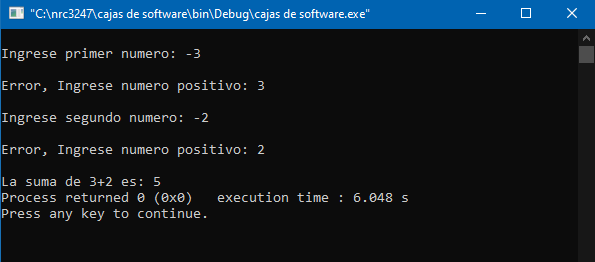 "C:\nrc3247\cajas de software\bin\Debug\cajas de software.exe"
Ingrese primer numero: -3
Error, Ingrese numero positivo: 3
Ingrese segundo numero: -2
Error, Ingrese numero positivo: 2
La suma de 3+2 es: 5
Process returned 0 (0x0)   execution time : 6.048 s
Press any key to continue.